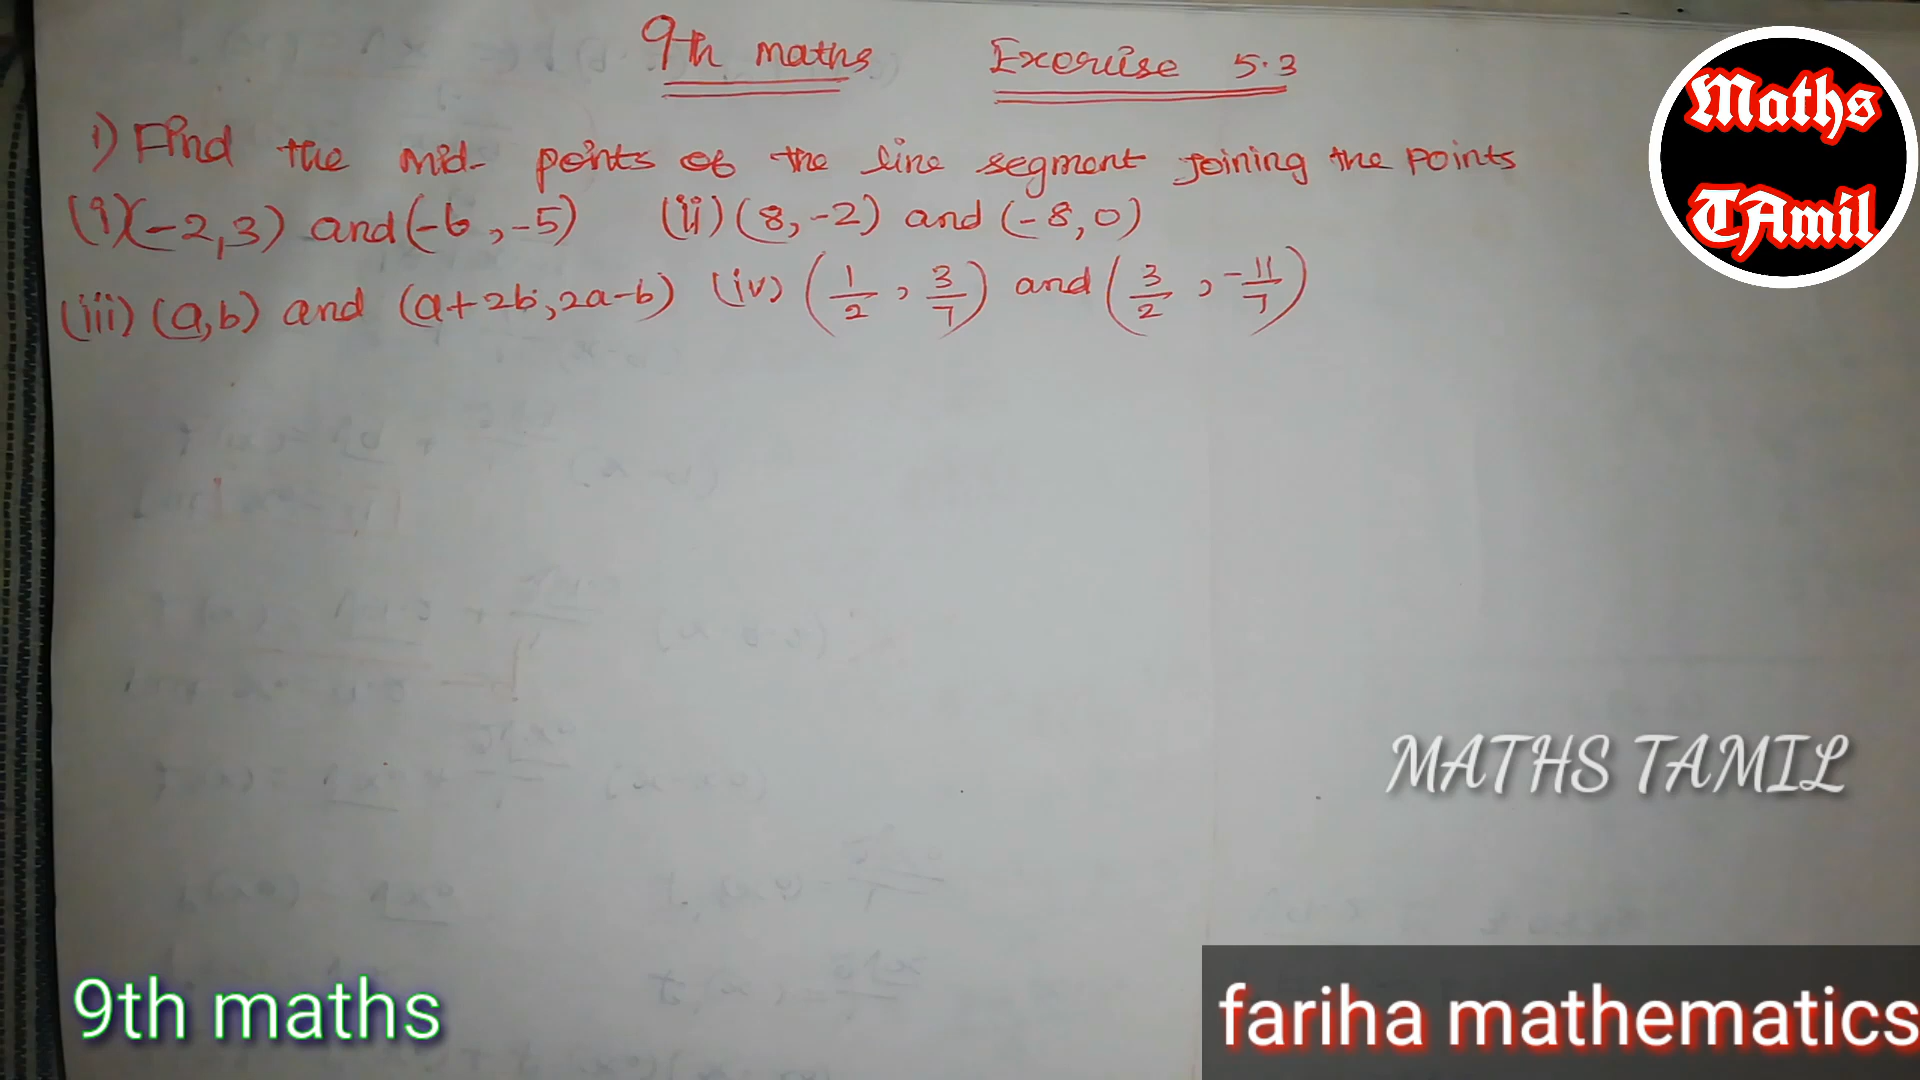 9th maths Exercise 5.3
1) Find the mid-points of the line segment joining the points
(i) (-2,3) and (-6,-5) (ii) (8,-2) and (-8,0)
(iii) (a,b) and (a+2b,2a-b) (iv) (1/2, 3/7) and (3/2, -11/7)
Maths
TAmil
MATHS TAMIL
9th maths
fariha mathematics